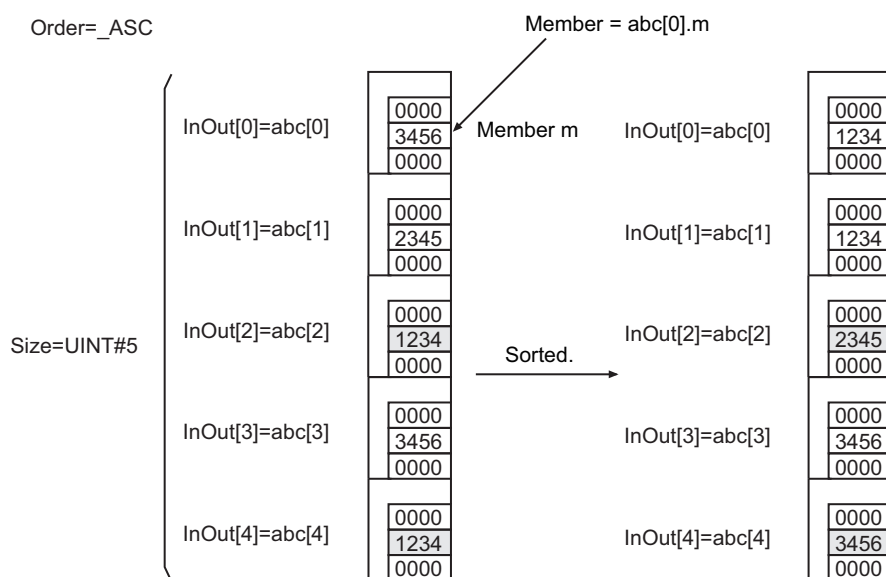 Order=_ASC
Member = abc[0].m
InOut[0]=abc[0]
0000
3456
0000
Member m
InOut[0]=abc[0]
0000
1234
0000
InOut[1]=abc[1]
0000
2345
0000
InOut[1]=abc[1]
0000
1234
0000
Size=UINT#5
InOut[2]=abc[2]
0000
1234
0000
Sorted.
InOut[2]=abc[2]
0000
2345
0000
InOut[3]=abc[3]
0000
3456
0000
InOut[3]=abc[3]
0000
3456
0000
InOut[4]=abc[4]
0000
1234
0000
InOut[4]=abc[4]
0000
3456
0000